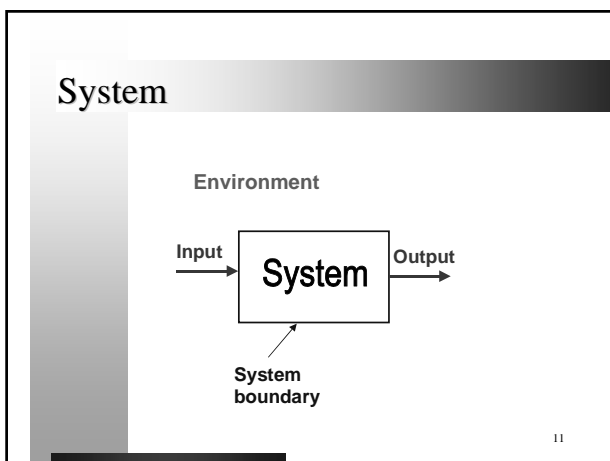 System
Environment
Input
System
Output
System
boundary
11